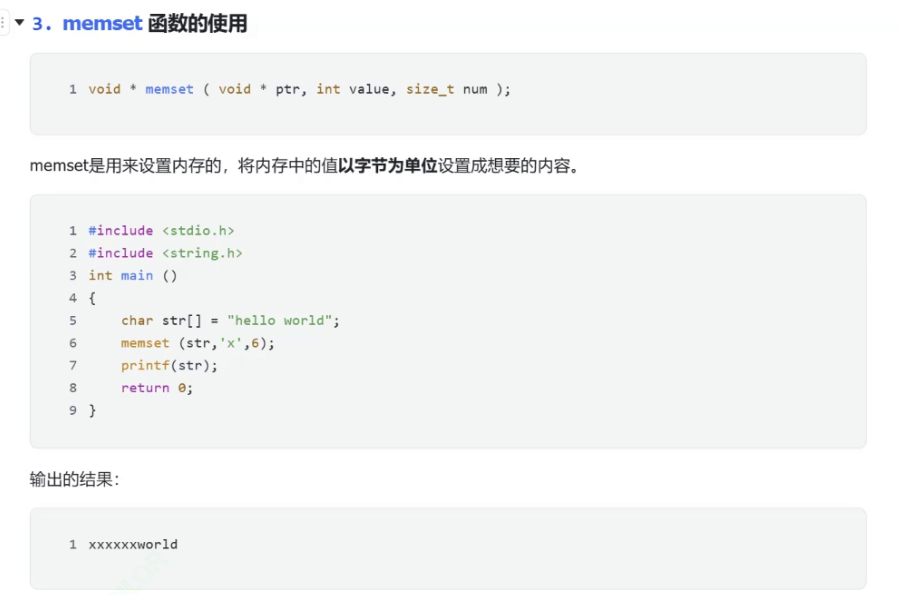 3. memset 函数的使用
1 void * memset ( void * ptr, int value, size_t num );
memset是用来设置内存的，将内存中的值以字节为单位设置成想要的内容。
1 #include <stdio.h>
2 #include <string.h>
3 int main ()
4 {
5     char str[] = "hello world";
6     memset (str,'x',6);
7     printf(str);
8     return 0;
9 }
输出的结果：
1 xxxxxxworld